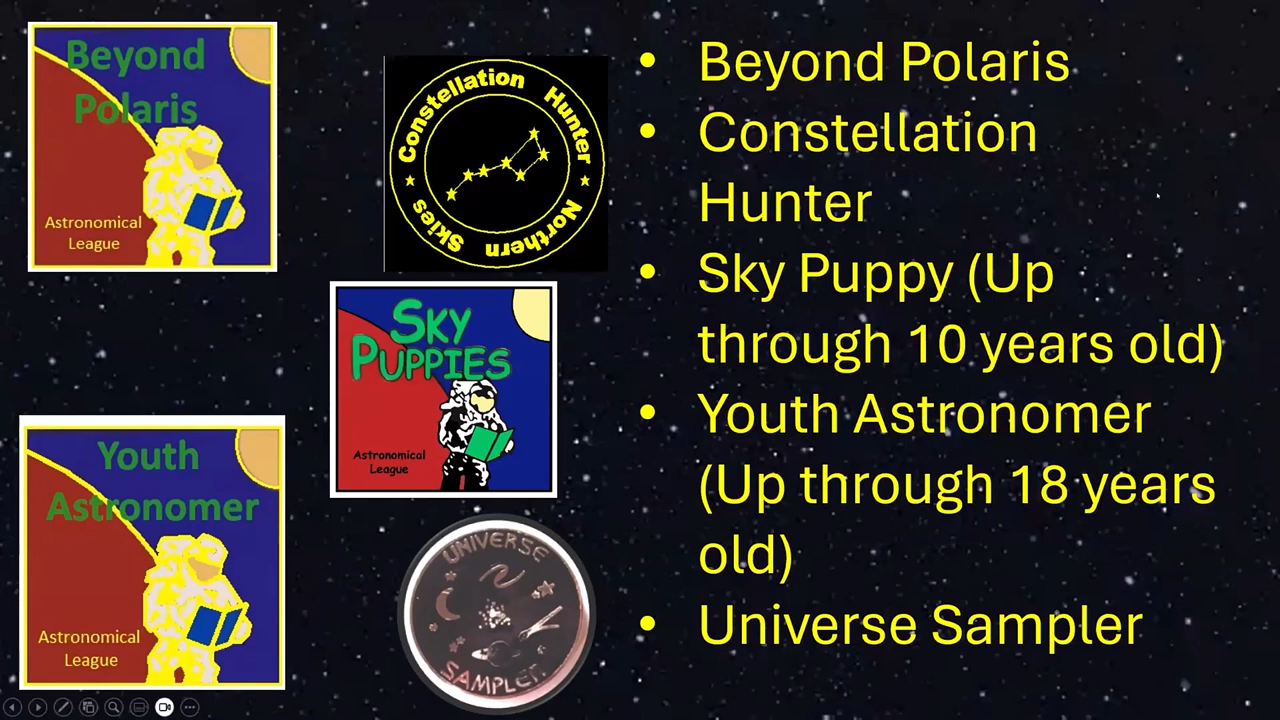 Beyond
Polaris
Astronomical
League
Constellation Hunter
Northern Skies
Sky
Puppies
Astronomical
League
Youth
Astronomer
Astronomical
League
UNIVERSE
SAMPLER
• Beyond Polaris
• Constellation
Hunter
• Sky Puppy (Up
through 10 years old)
• Youth Astronomer
(Up through 18 years
old)
• Universe Sampler